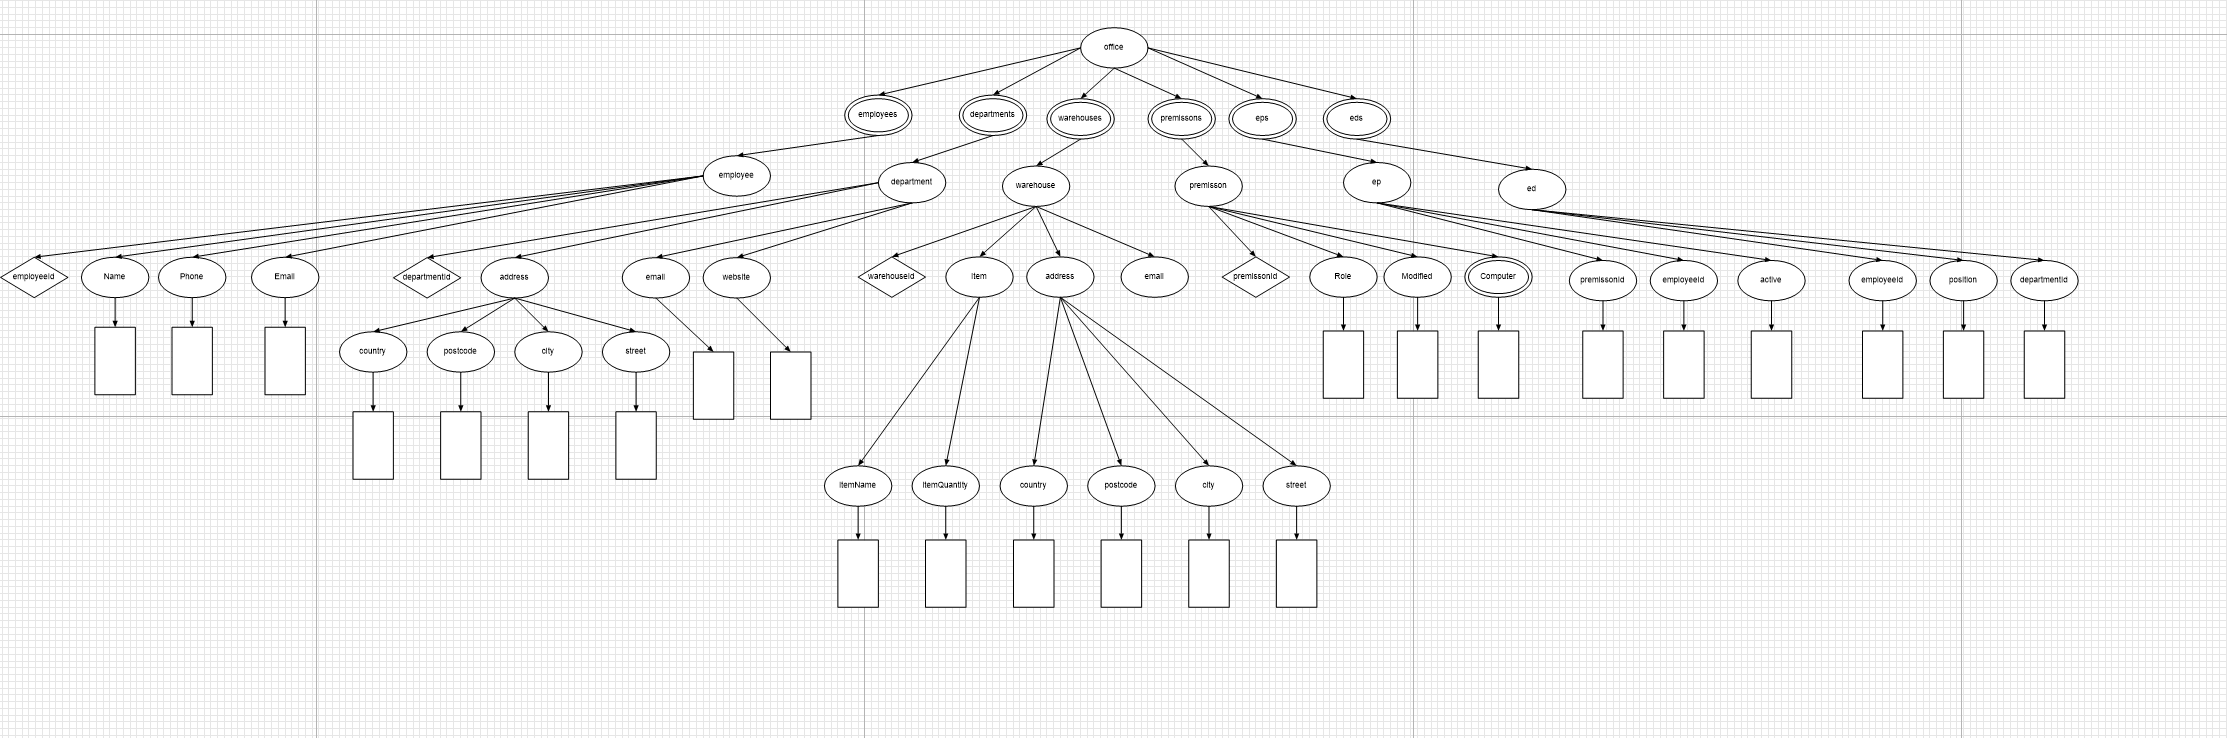 office
employees
departments
warehouses
premissons
eps
eds
employee
department
warehouse
premisson
ep
ed
employeeId
Name
Phone
Email
departmentId
address
email
website
warehouseId
Item
address
email
premissonId
Role
Modified
Computer
premissonId
employeeId
active
employeeId
position
departmentId
country
postcode
city
street
ItemName
ItemQuantity
country
postcode
city
street